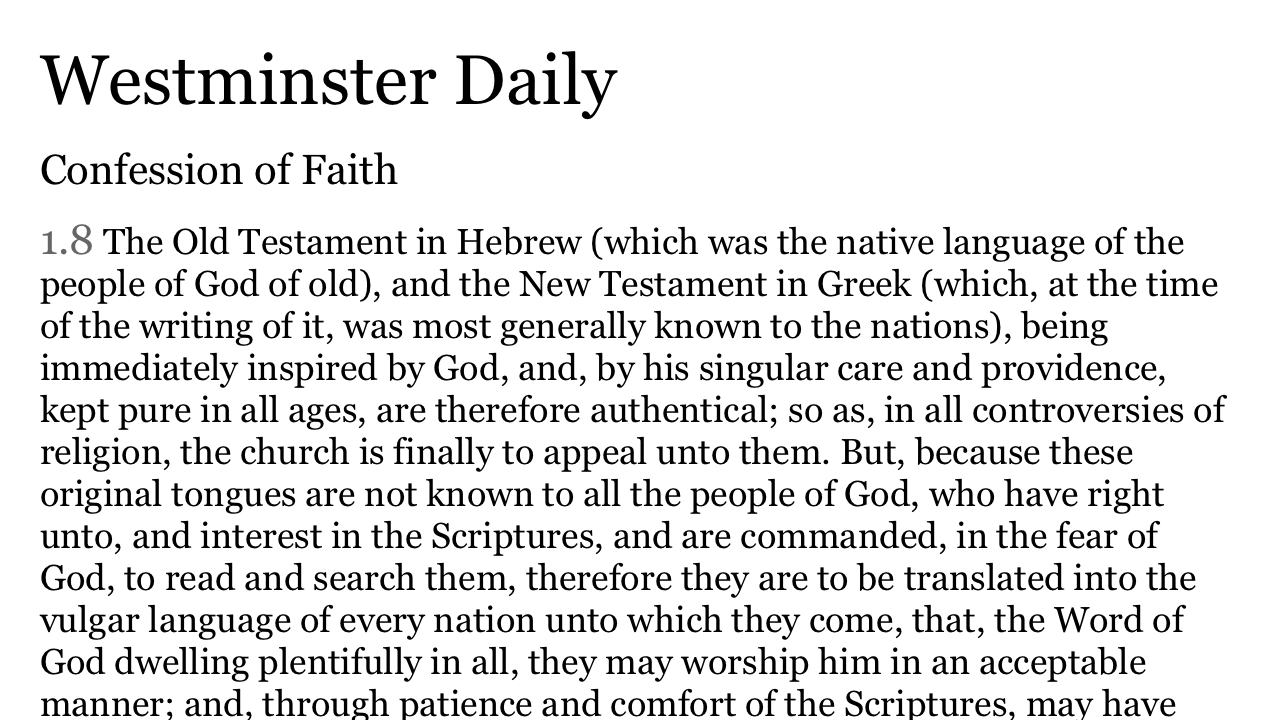 Westminster Daily
Confession of Faith
1.8 The Old Testament in Hebrew (which was the native language of the
people of God of old), and the New Testament in Greek (which, at the time
of the writing of it, was most generally known to the nations), being
immediately inspired by God, and, by his singular care and providence,
kept pure in all ages, are therefore authentical; so as, in all controversies of
religion, the church is finally to appeal unto them. But, because these
original tongues are not known to all the people of God, who have right
unto, and interest in the Scriptures, and are commanded, in the fear of
God, to read and search them, therefore they are to be translated into the
vulgar language of every nation unto which they come, that, the Word of
God dwelling plentifully in all, they may worship him in an acceptable
manner; and, through patience and comfort of the Scriptures, may have